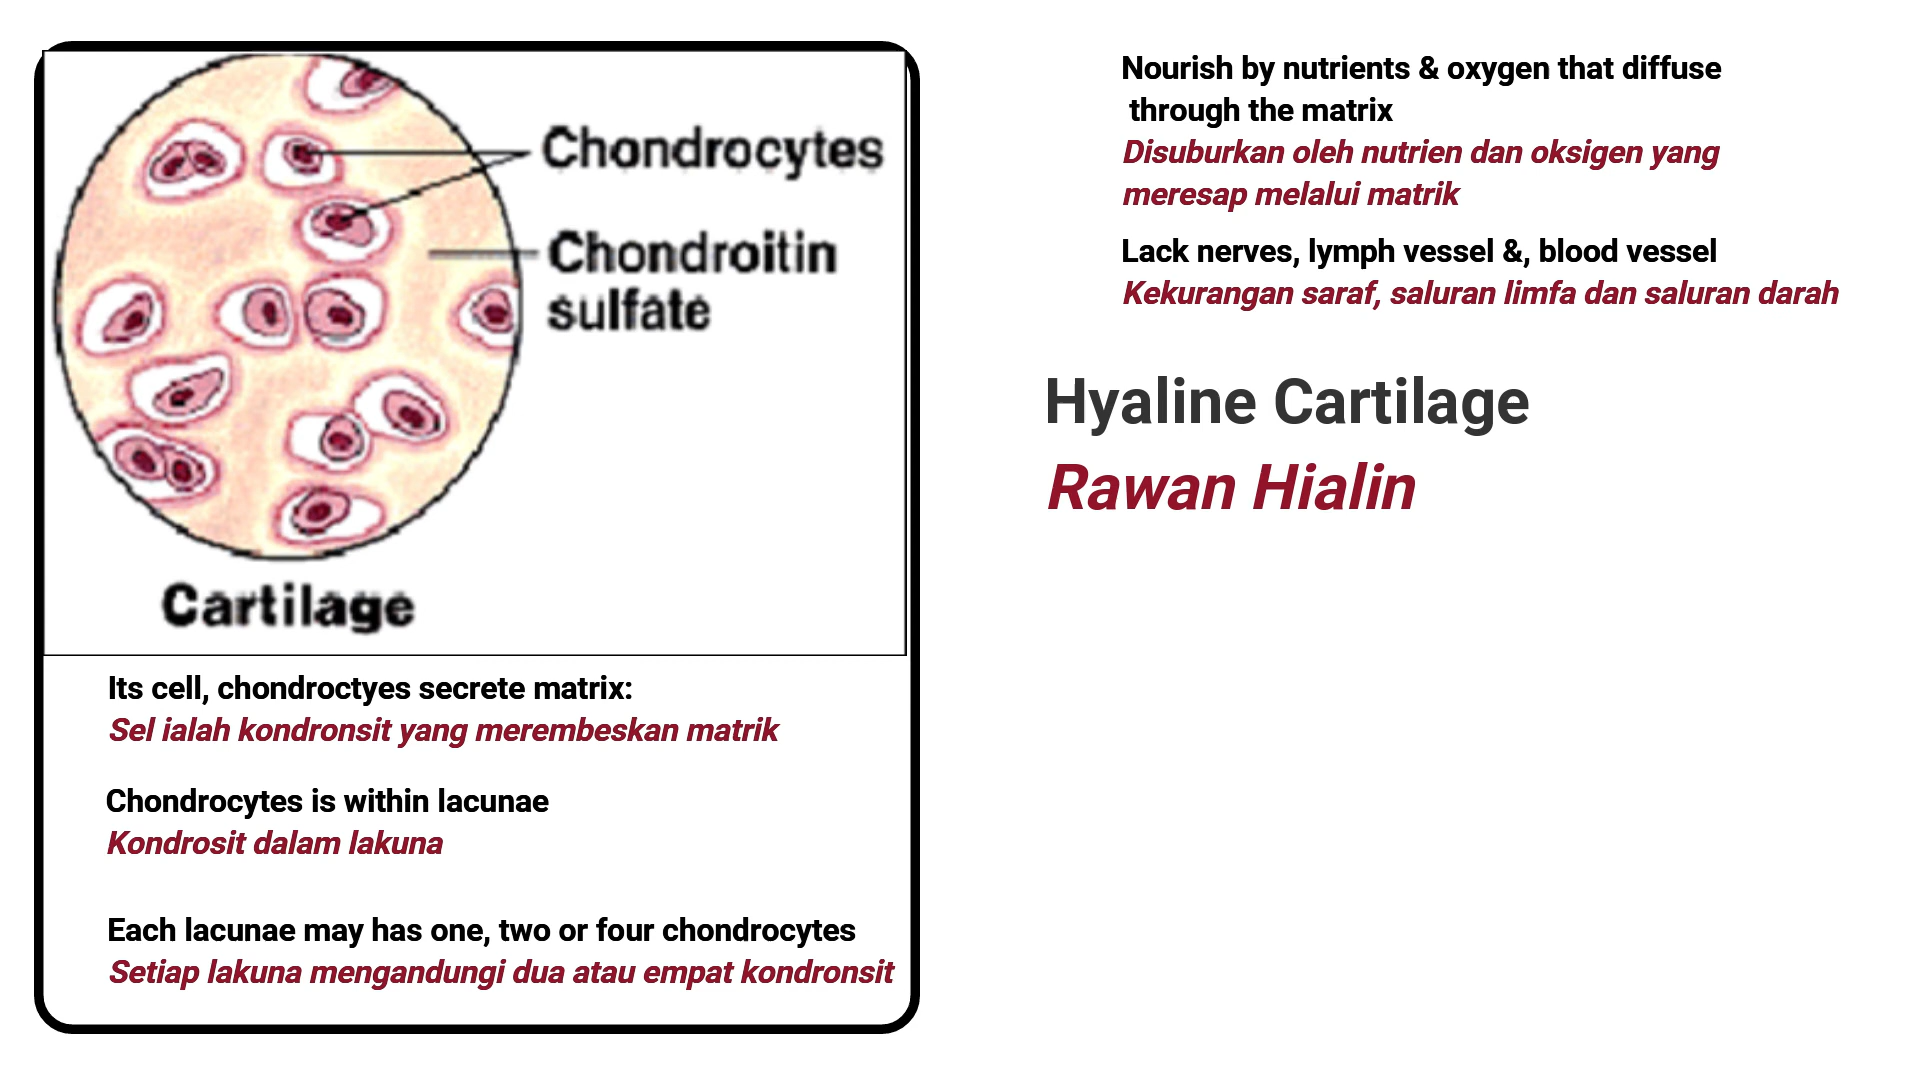 Chondrocytes
Chondroitin
sulfate
Cartilage
Its cell, chondroctyes secrete matrix:
Sel ialah kondronsit yang merembeskan matrik
Chondrocytes is within lacunae
Kondrosit dalam lakuna
Each lacunae may has one, two or four chondrocytes
Setiap lakuna mengandungi dua atau empat kondronsit
Nourish by nutrients & oxygen that diffuse
through the matrix
Disuburkan oleh nutrien dan oksigen yang
meresap melalui matrik
Lack nerves, lymph vessel &, blood vessel
Kekurangan saraf, saluran limfa dan saluran darah
Hyaline Cartilage
Rawan Hialin